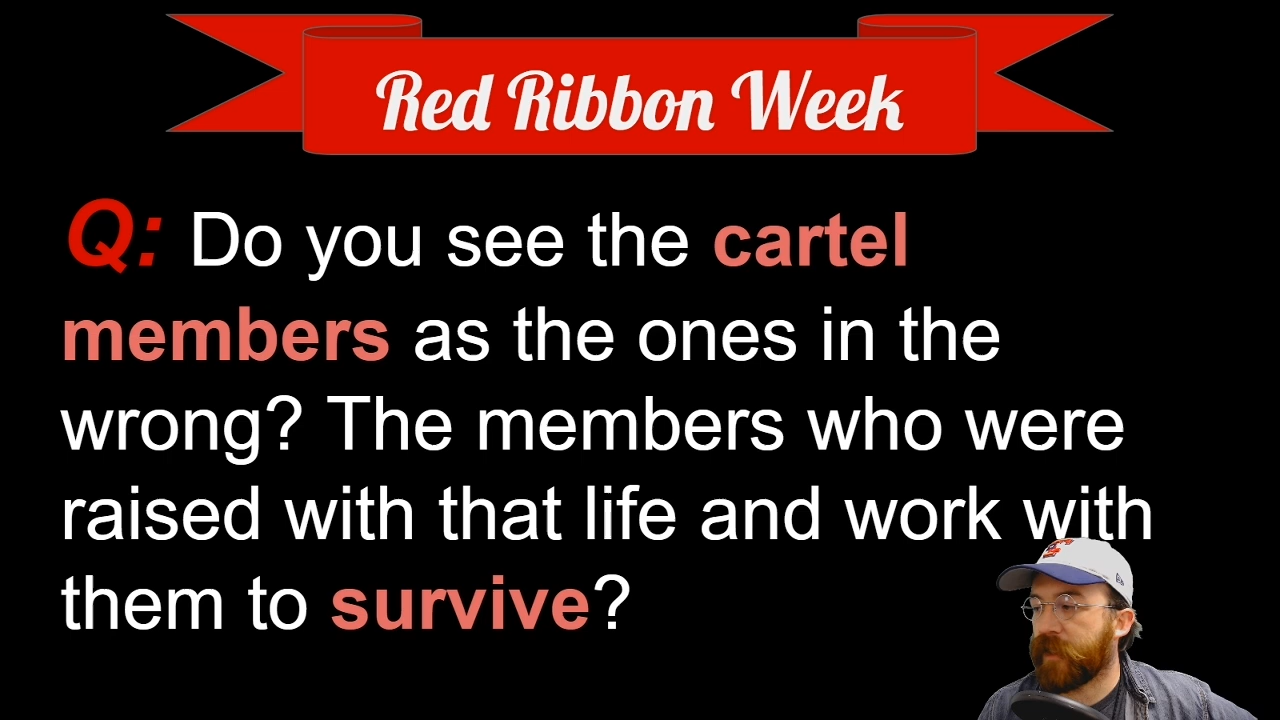 Red Ribbon Week
Q: Do you see the cartel
members as the ones in the
wrong? The members who were
raised with that life and work with
them to survive?